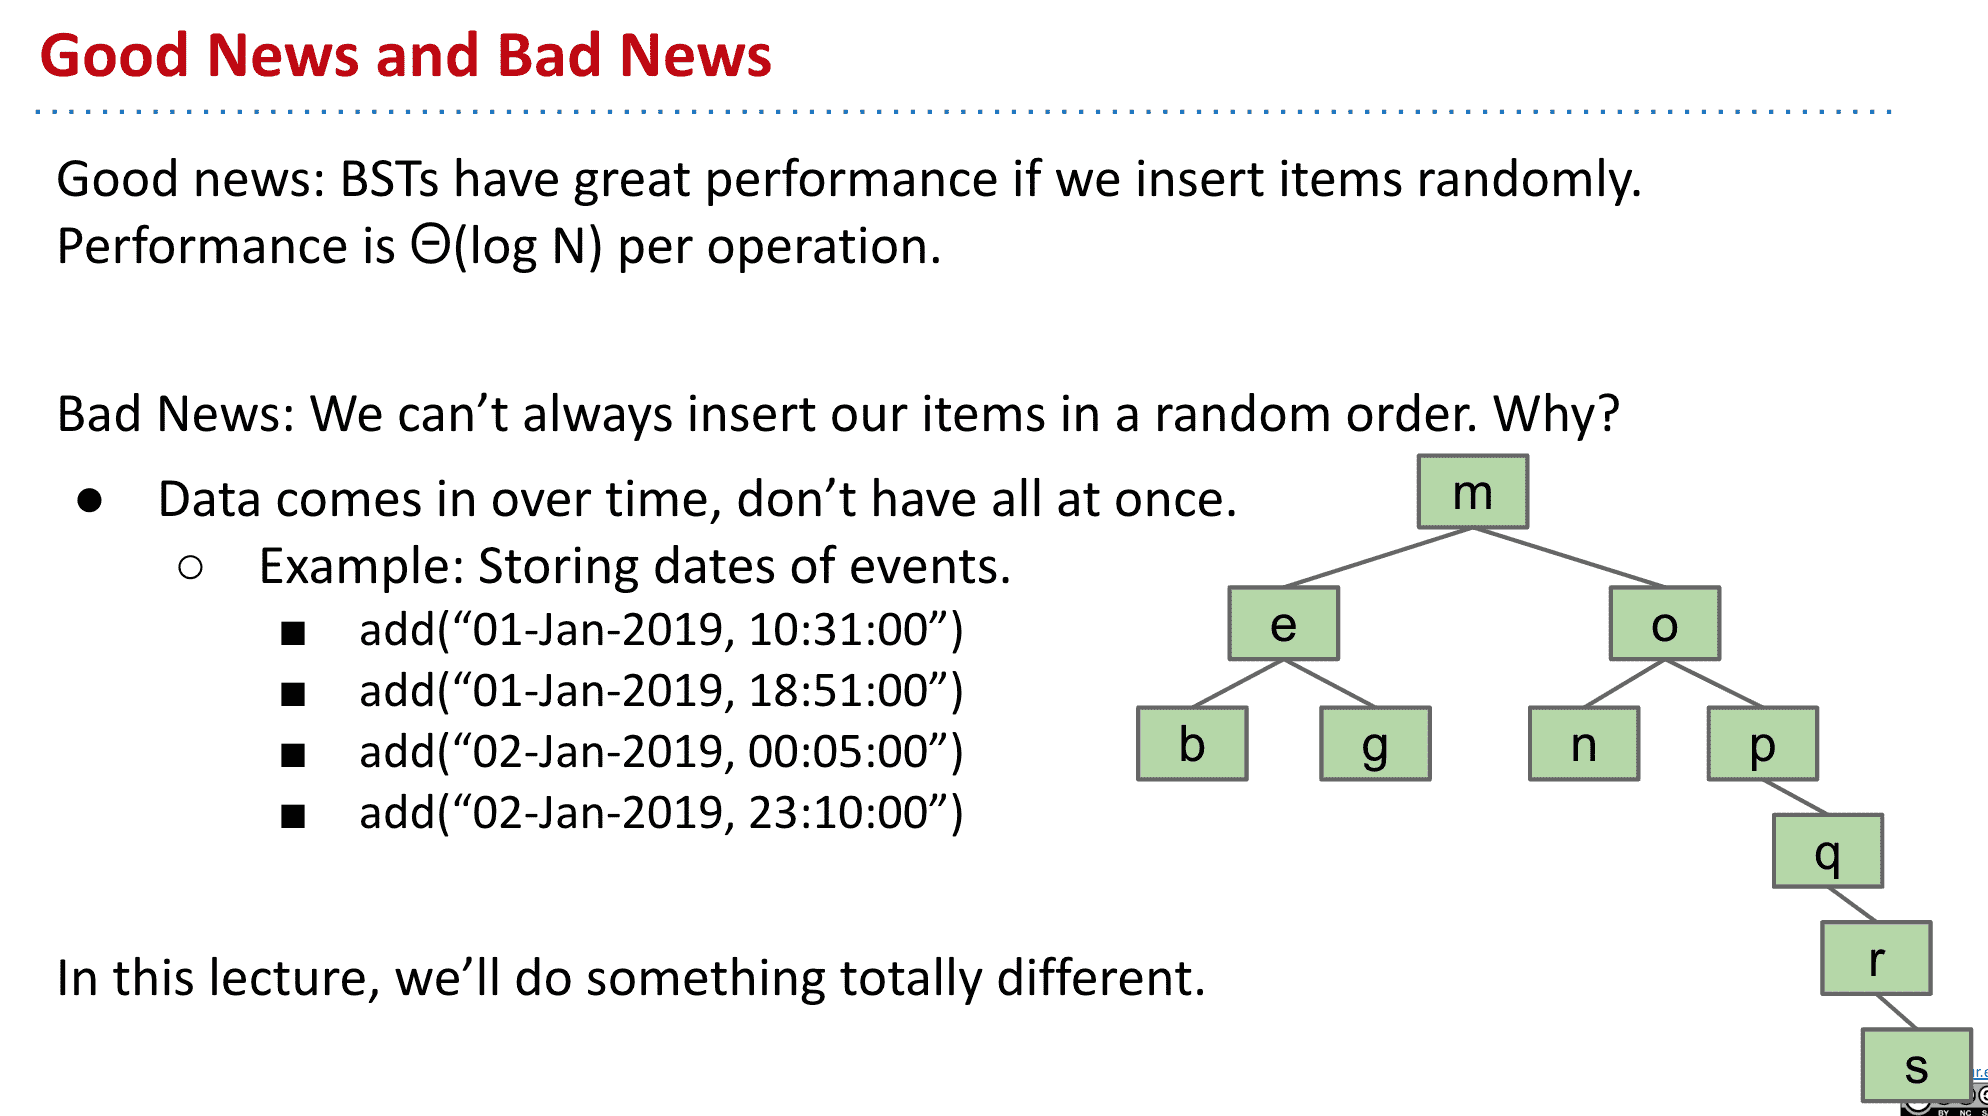 Good News and Bad News
Good news: BSTs have great performance if we insert items randomly.
Performance is Θ(log N) per operation.
Bad News: We can’t always insert our items in a random order. Why?
● Data comes in over time, don’t have all at once.
○ Example: Storing dates of events.
■ add(“01-Jan-2019, 10:31:00”)
■ add(“01-Jan-2019, 18:51:00”)
■ add(“02-Jan-2019, 00:05:00”)
■ add(“02-Jan-2019, 23:10:00”)
In this lecture, we’ll do something totally different.
m
e o
b g n p
q
r
s
BY NC